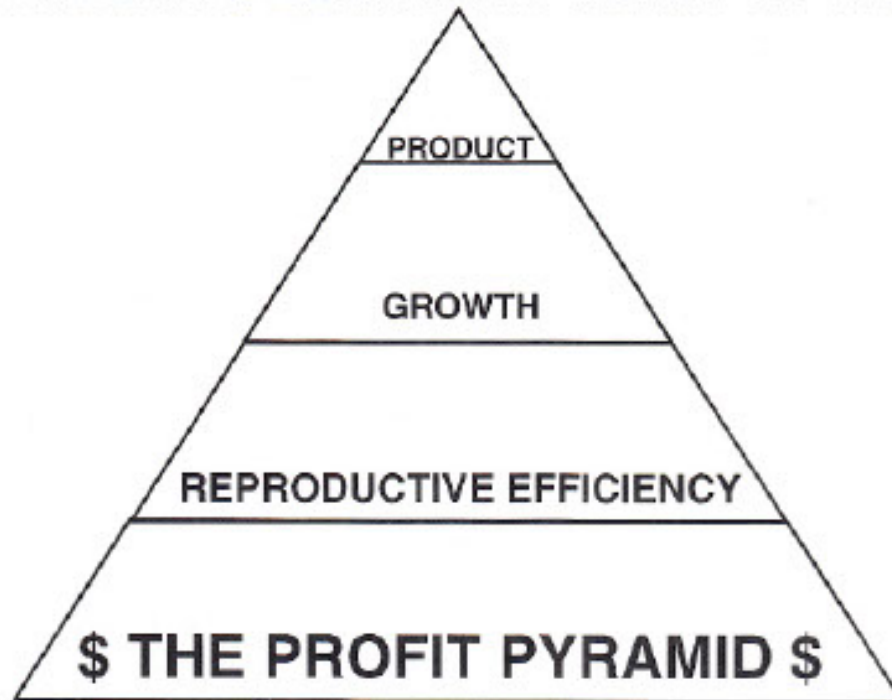 PRODUCT
GROWTH
REPRODUCTIVE EFFICIENCY
$ THE PROFIT PYRAMID $